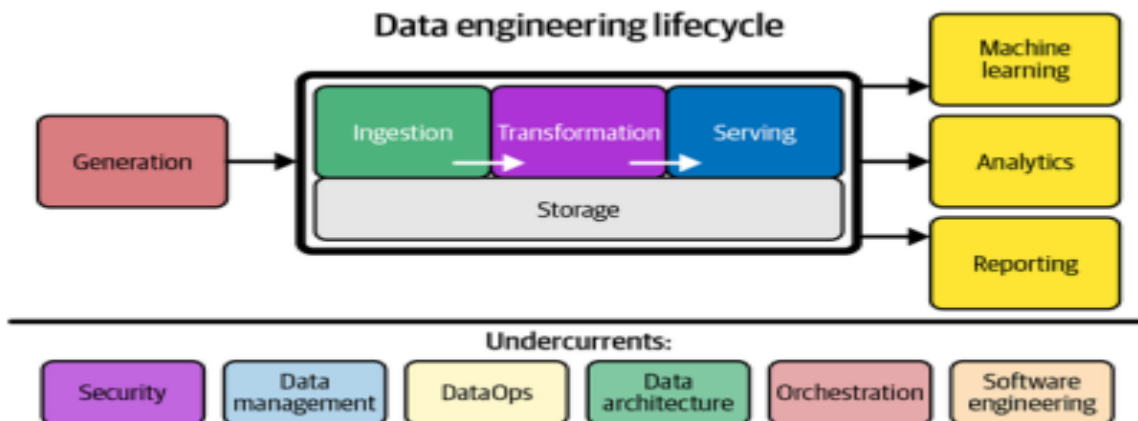 Data engineering lifecycle
Generation
Ingestion
Transformation
Serving
Storage
Machine
learning
Analytics
Reporting
Undercurrents:
Security
Data
management
DataOps
Data
architecture
Orchestration
Software
engineering